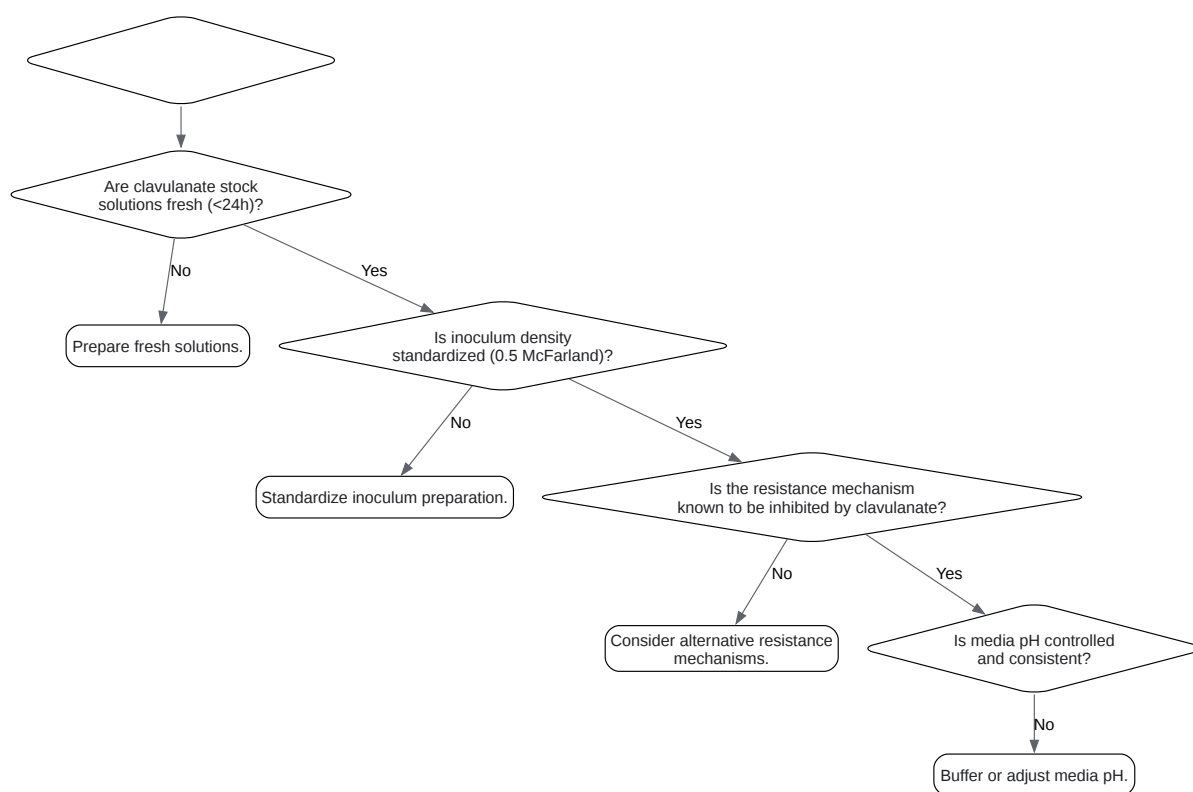 Are clavulanate stock
solutions fresh (<24h)?
No
Yes
Prepare fresh solutions.
Is inoculum density
standardized (0.5 McFarland)?
No
Yes
Standardize inoculum preparation.
Is the resistance mechanism
known to be inhibited by clavulanate?
No
Yes
Consider alternative resistance
mechanisms.
Is media pH controlled
and consistent?
No
Buffer or adjust media pH.